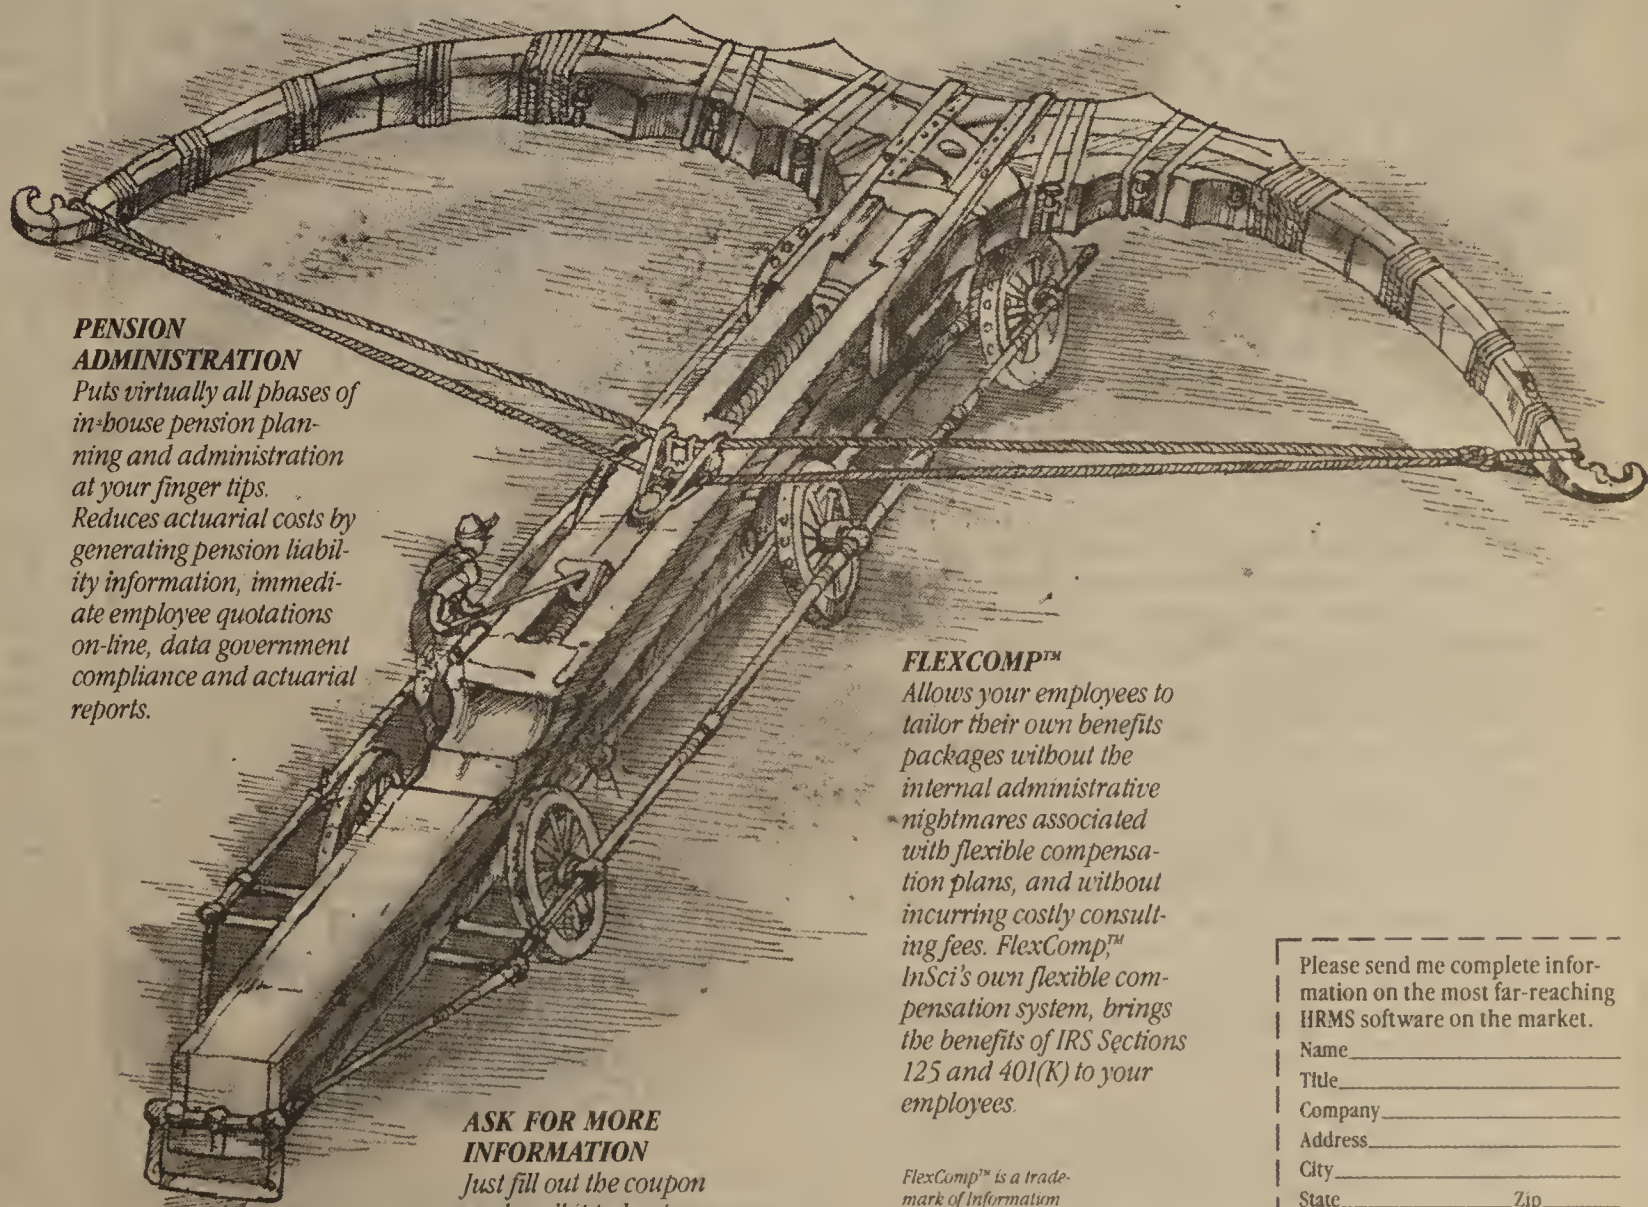 PENSION
ADMINISTRATION
Puts virtually all phases of
in-house pension plan-
ning and administration
at your finger tips.
Reduces actuarial costs by
generating pension liabil-
ity information, immedi-
ate employee quotations
on-line, data government
compliance and actuarial
reports.
FLEXCOMP™
Allows your employees to
tailor their own benefits
packages without the
internal administrative
nightmares associated
with flexible compensa-
tion plans, and without
incurring costly consult-
ing fees. FlexComp,™
InSci's own flexible com-
pensation system, brings
the benefits of IRS Sections
125 and 401(K) to your
employees.
ASK FOR MORE
INFORMATION
Just fill out the coupon
FlexComp™ is a trade-
mark of Information
Please send me complete infor-
mation on the most far-reaching
HRMS software on the market.
Name
Title
Company
Address
City
State Zip